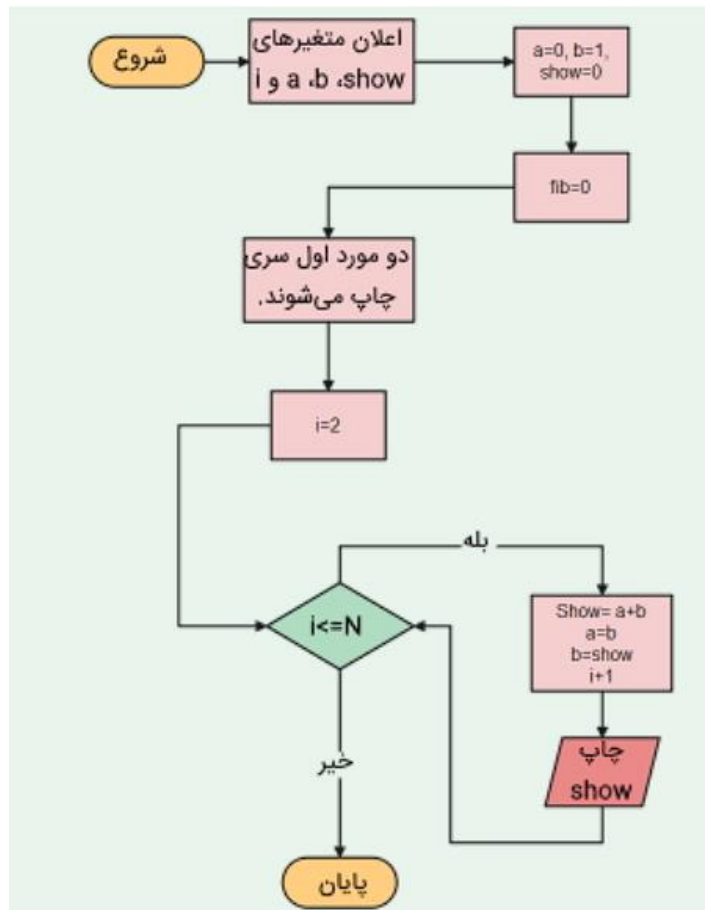 شروع
اعلان متغیرهای
a ،b ،show و i
a=0, b=1,
show=0
fib=0
دو مورد اول سری
چاپ می‌شوند.
i=2
بله
i<=N
Show= a+b
a=b
b=show
i+1
چاپ
show
خیر
پایان